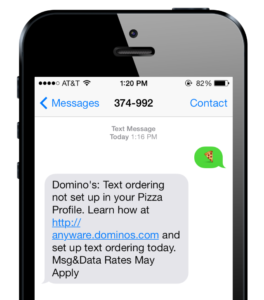 AT&T 1:20 PM 82%
Messages 374-992 Contact
Text Message
Today 1:16 PM
🍕
Domino's: Text ordering
not set up in your Pizza
Profile. Learn how at
http://
anyware.dominos.com and
set up text ordering today.
Msg&Data Rates May
Apply